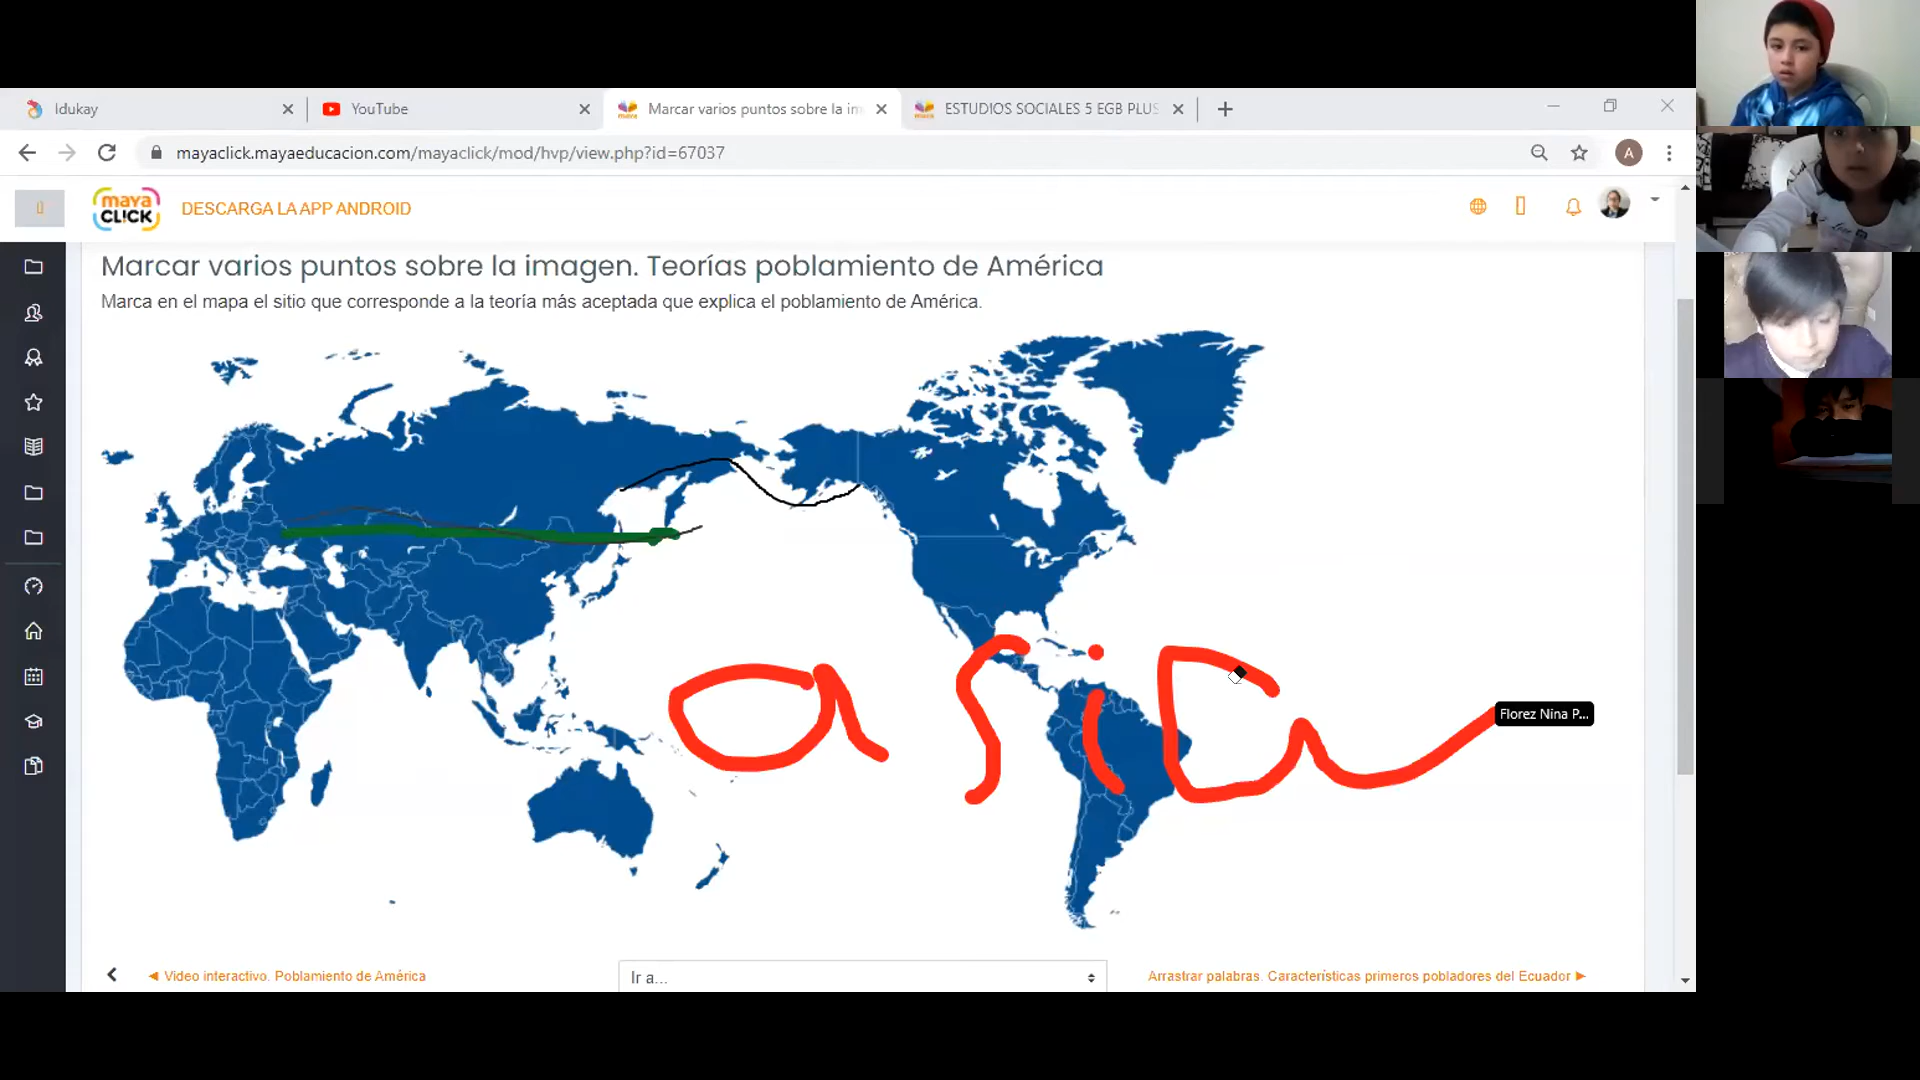 Idukay
YouTube
Marcar varios puntos sobre la im
ESTUDIOS SOCIALES 5 EGB PLUS
mayaclick.mayaeducacion.com/mayaclick/mod/hvp/view.php?id=67037
A
maya
CLICK
DESCARGA LA APP ANDROID
Marcar varios puntos sobre la imagen. Teorías poblamiento de América
Marca en el mapa el sitio que corresponde a la teoría más aceptada que explica el poblamiento de América.
asia
Florez Nina P...
◄ Video interactivo. Poblamiento de América
Ir a...
Arrastrar palabras. Características primeros pobladores del Ecuador ►